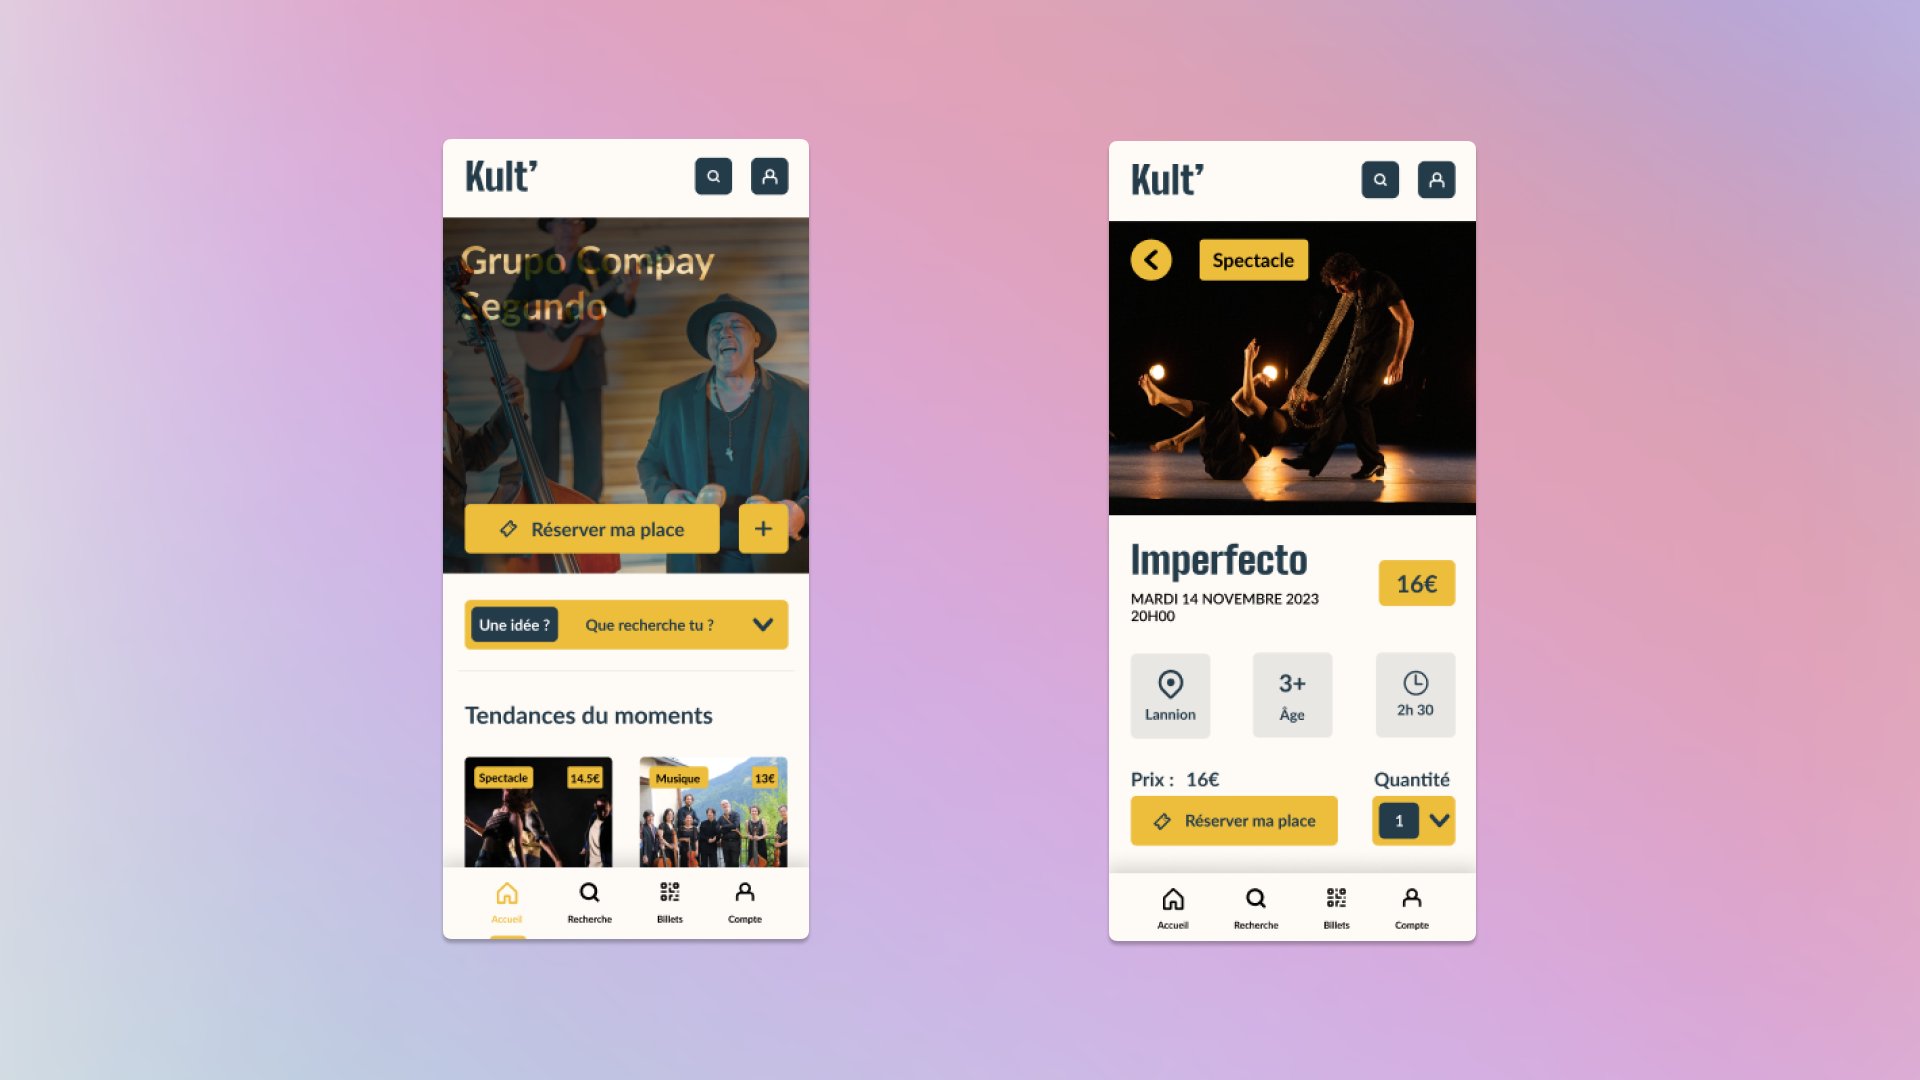 Kult’
Grupo Compay
Segundo
Réserver ma place
+
Une idée ?
Que recherche tu ?
Tendances du moments
Spectacle
14.5€
Musique
13€
Accueil
Recherche
Billets
Compte
Kult’
Spectacle
Imperfecto
16€
MARDI 14 NOVEMBRE 2023
20H00
Lannion
3+
Âge
2h 30
Prix : 16€
Quantité
Réserver ma place
1
Accueil
Recherche
Billets
Compte